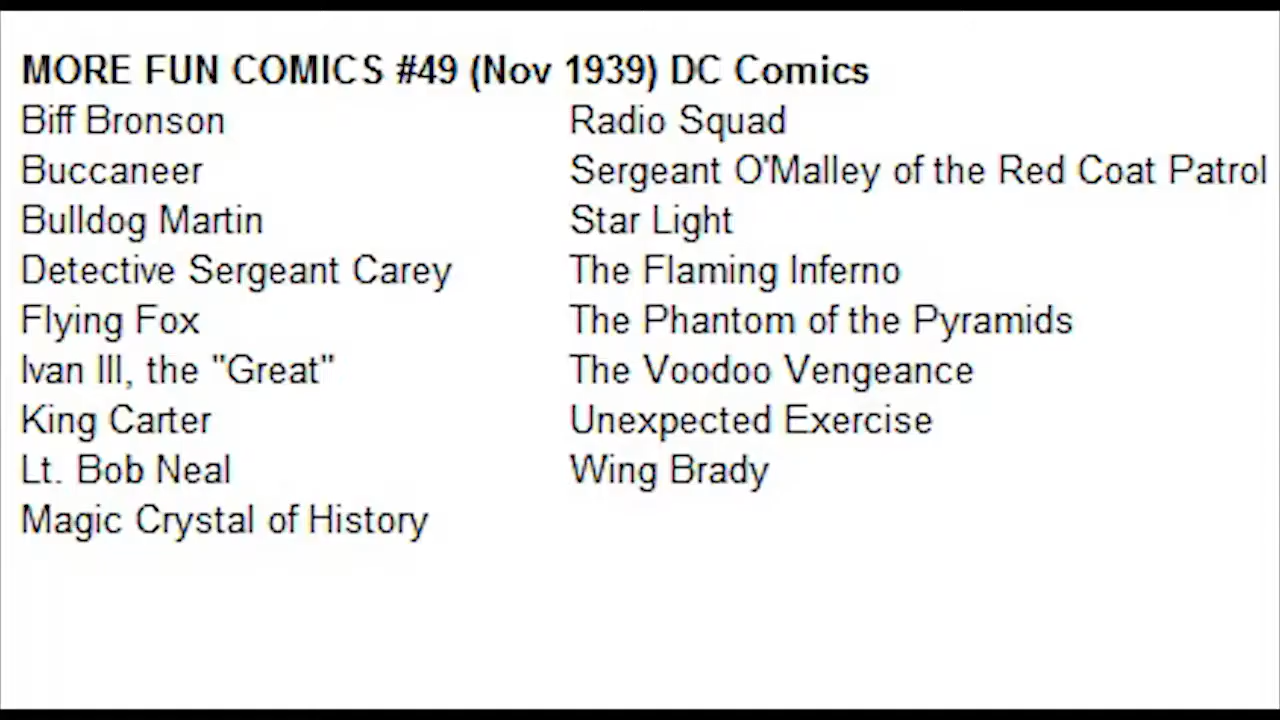 MORE FUN COMICS #49 (Nov 1939) DC Comics
Biff Bronson
Buccaneer
Bulldog Martin
Detective Sergeant Carey
Flying Fox
Ivan III, the "Great"
King Carter
Lt. Bob Neal
Magic Crystal of History
Radio Squad
Sergeant O'Malley of the Red Coat Patrol
Star Light
The Flaming Inferno
The Phantom of the Pyramids
The Voodoo Vengeance
Unexpected Exercise
Wing Brady